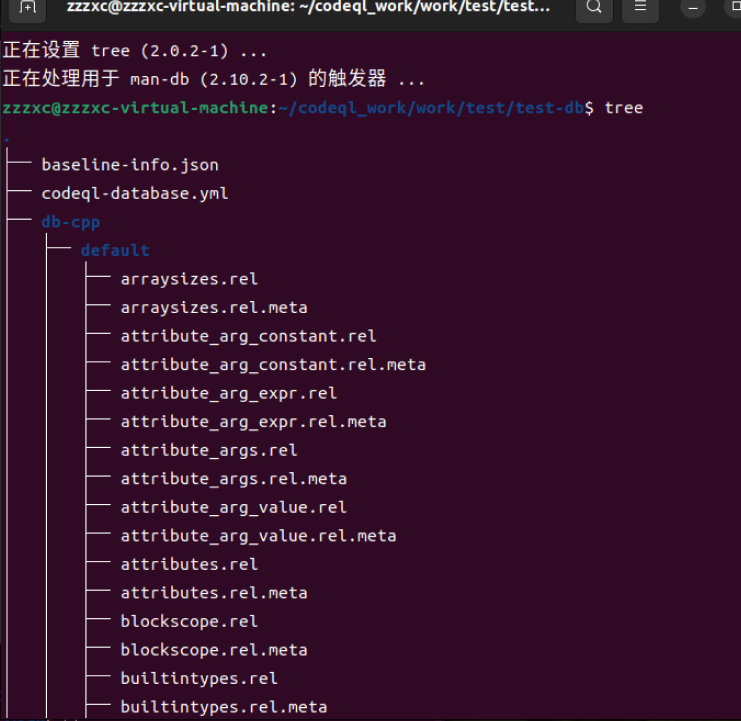 zzzxc@zzzxc-virtual-machine: ~/codeql_work/work/test/test...
正在设置 tree (2.0.2-1) ...
正在处理用于 man-db (2.10.2-1) 的触发器 ...
zzzxc@zzzxc-virtual-machine:~/codeql_work/work/test/test-db$ tree
.
├── baseline-info.json
├── codeql-database.yml
├── db-cpp
│   ├── default
│   │   ├── arraysizes.rel
│   │   ├── arraysizes.rel.meta
│   │   ├── attribute_arg_constant.rel
│   │   ├── attribute_arg_constant.rel.meta
│   │   ├── attribute_arg_expr.rel
│   │   ├── attribute_arg_expr.rel.meta
│   │   ├── attribute_args.rel
│   │   ├── attribute_args.rel.meta
│   │   ├── attribute_arg_value.rel
│   │   ├── attribute_arg_value.rel.meta
│   │   ├── attributes.rel
│   │   ├── attributes.rel.meta
│   │   ├── blockscope.rel
│   │   ├── blockscope.rel.meta
│   │   ├── builtintypes.rel
│   │   ├── builtintypes.rel.meta